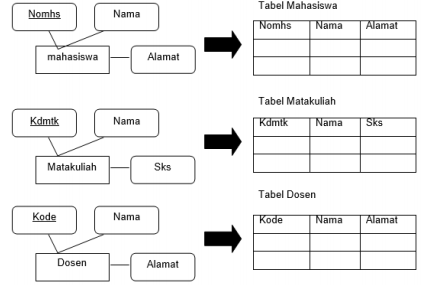 Nomhs
Nama
mahasiswa
Alamat
Tabel Mahasiswa
Nomhs Nama Alamat
Kdmtk
Nama
Matakuliah
Sks
Tabel Matakuliah
Kdmtk Nama Sks
Kode
Nama
Dosen
Alamat
Tabel Dosen
Kode Nama Alamat